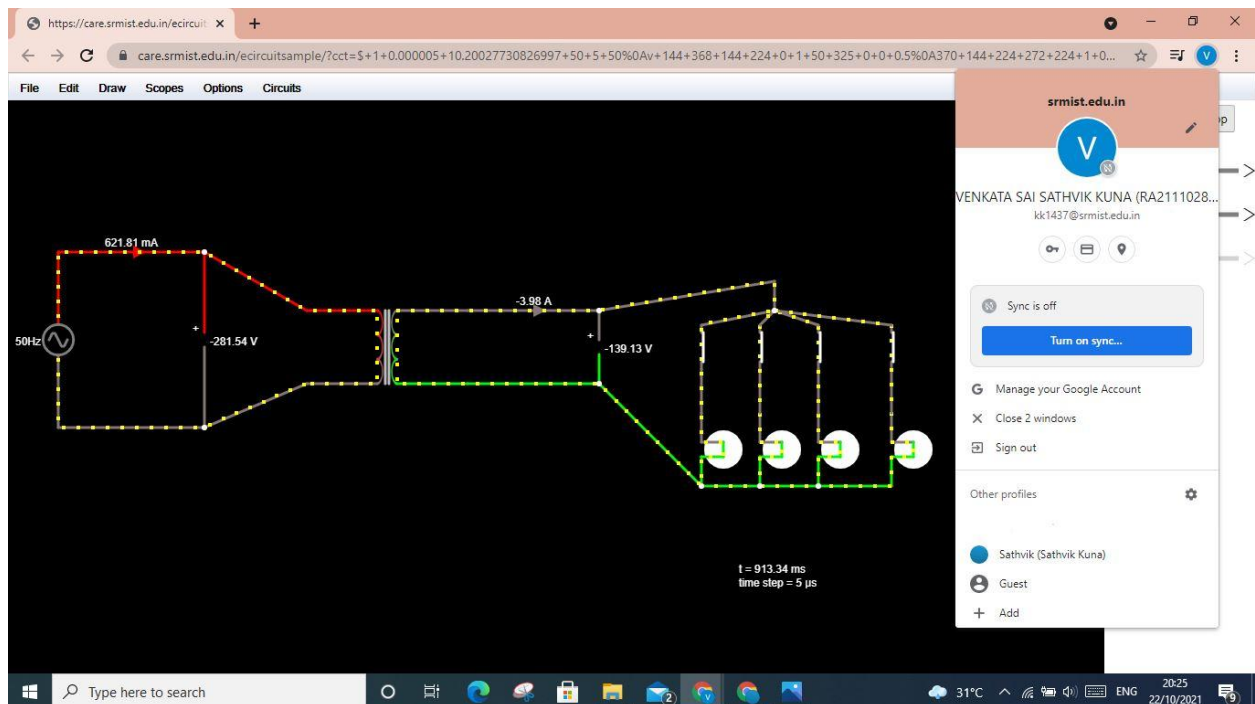 https://care.srmist.edu.in/ecircuit
care.srmist.edu.in/ecircuitsample/?cct=$+1+0.000005+10.20027730826997+50+5+50%0Av+144+368+144+224+0+1+50+325+0+0+0.5%0A370+144+224+272+224+1+0...
V
File Edit Draw Scopes Options Circuits
srmist.edu.in
V
VENKATA SAI SATHVIK KUNA (RA2111028...
kk1437@srmist.edu.in
Sync is off
Turn on sync...
Manage your Google Account
Close 2 windows
Sign out
Other profiles
Sathvik (Sathvik Kuna)
Guest
Add
op
621.81 mA
-3.98 A
50Hz
+
-281.54 V
+
-139.13 V
t = 913.34 ms
time step = 5 μs
Type here to search
2
31°C
ENG
20:25
22/10/2021
9